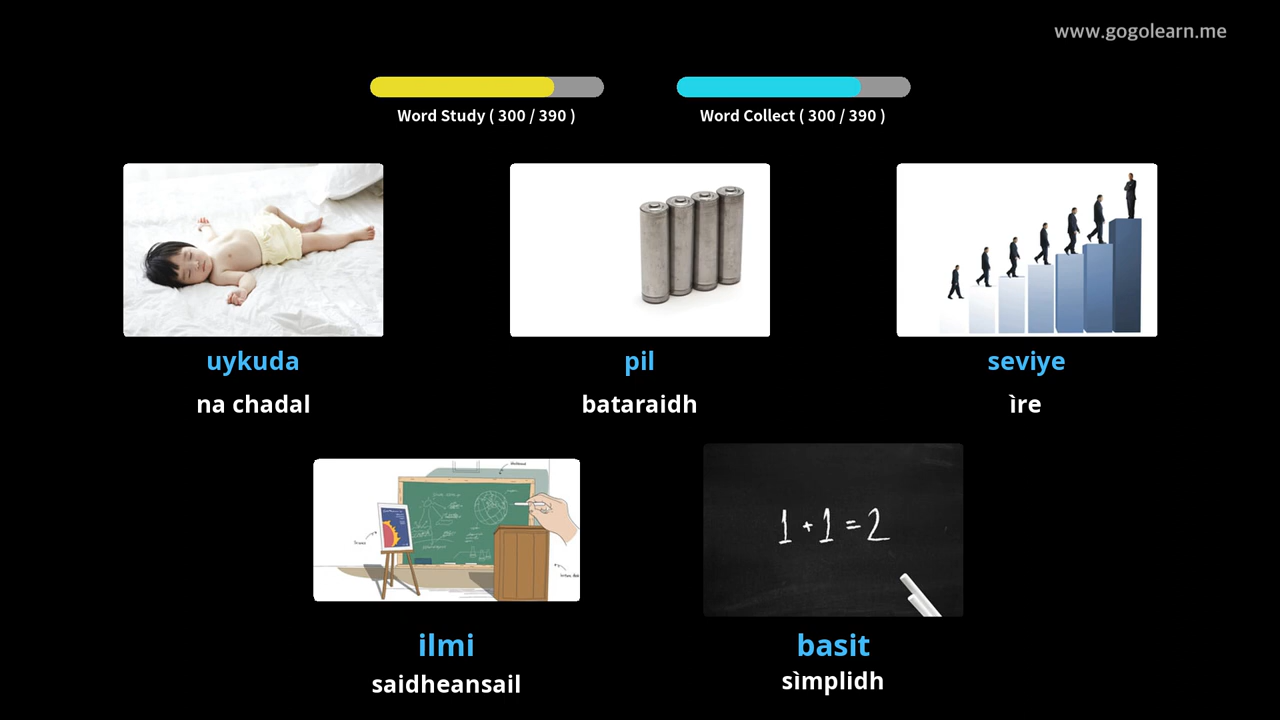 www.gogolearn.me
Word Study ( 300 / 390 )
Word Collect ( 300 / 390 )
uykuda
na chadal
pil
bataraidh
seviye
ìre
ilmi
saidheansail
1 + 1 = 2
basit
sìmplidh